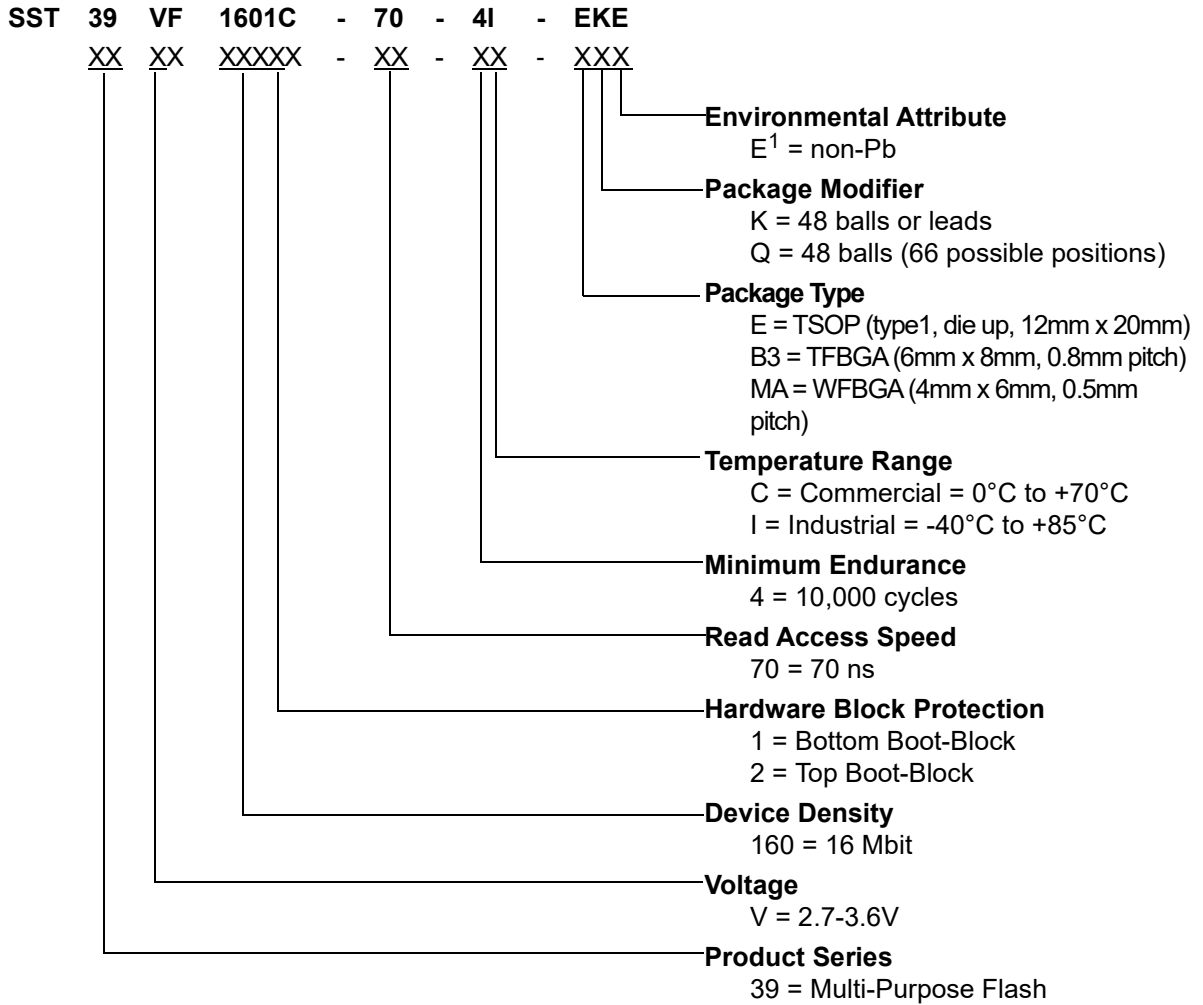 SST 39 VF 1601C - 70 - 4I - EKE
XX XX XXXXX - XX - XX - XXX
Environmental Attribute
E1 = non-Pb
Package Modifier
K = 48 balls or leads
Q = 48 balls (66 possible positions)
Package Type
E = TSOP (type1, die up, 12mm x 20mm)
B3 = TFBGA (6mm x 8mm, 0.8mm pitch)
MA = WFBGA (4mm x 6mm, 0.5mm
pitch)
Temperature Range
C = Commercial = 0°C to +70°C
I = Industrial = -40°C to +85°C
Minimum Endurance
4 = 10,000 cycles
Read Access Speed
70 = 70 ns
Hardware Block Protection
1 = Bottom Boot-Block
2 = Top Boot-Block
Device Density
160 = 16 Mbit
Voltage
V = 2.7-3.6V
Product Series
39 = Multi-Purpose Flash